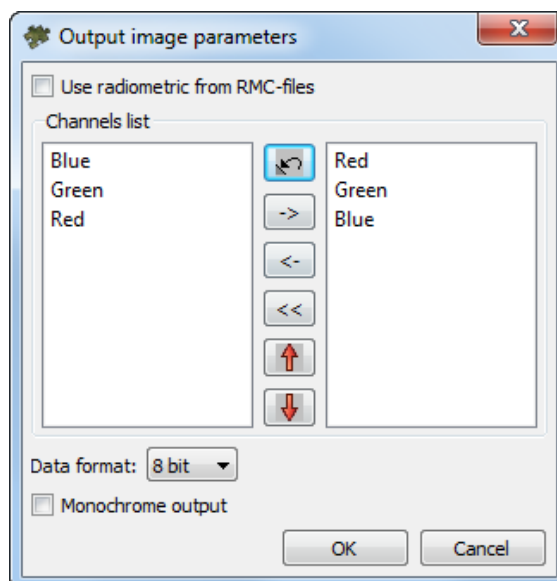 Output image parameters
Use radiometric from RMC-files
Channels list
Blue
Green
Red
->
<-
<<
Red
Green
Blue
Data format: 8 bit
Monochrome output
OK Cancel